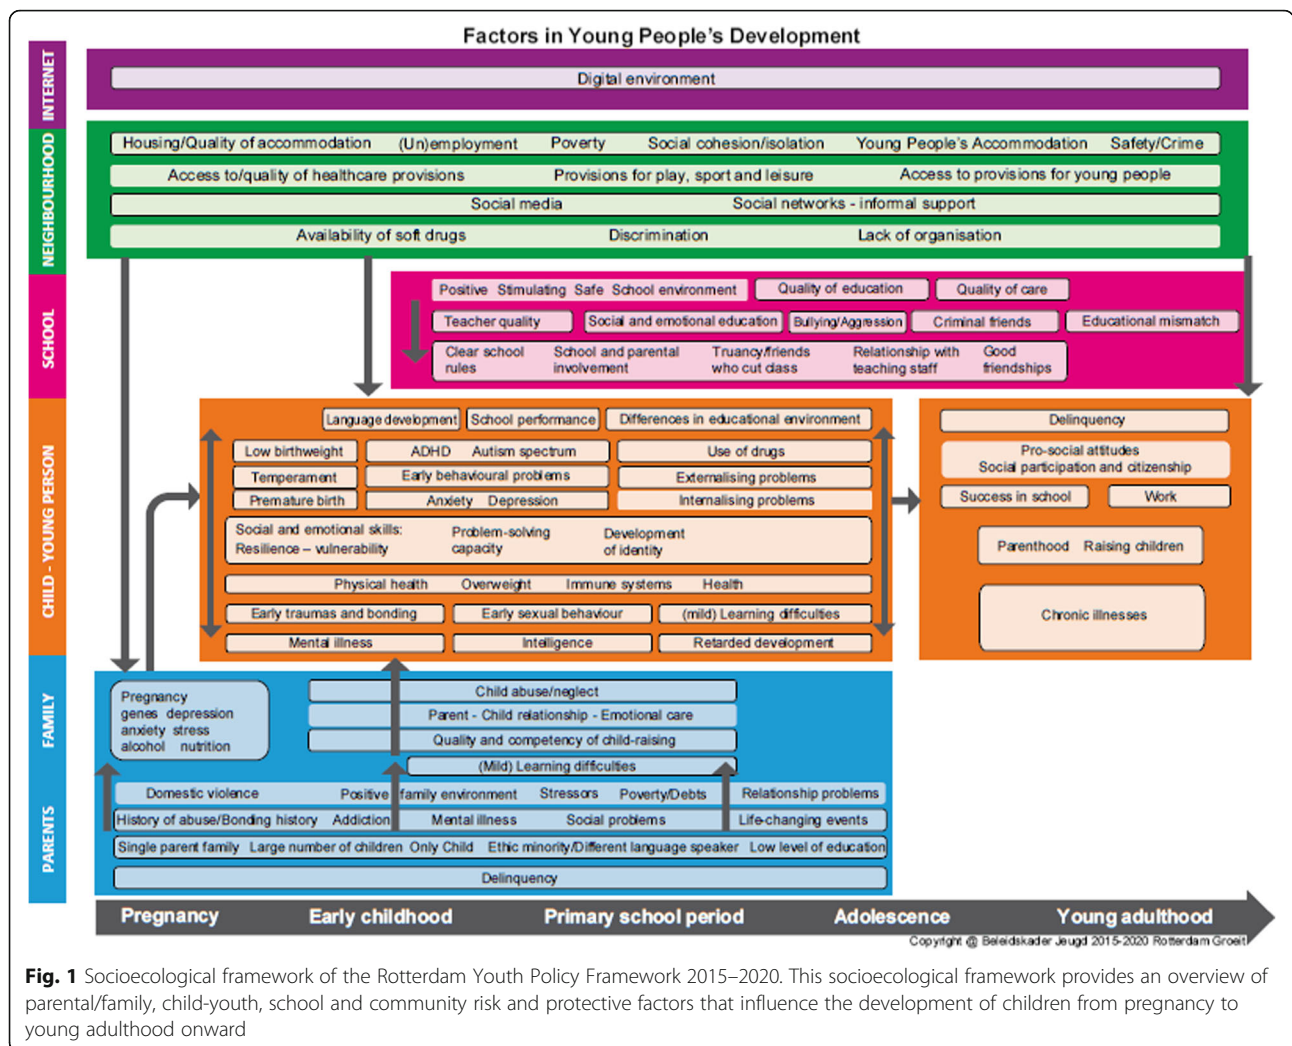 Factors in Young People's Development
INTERNET
Digital environment
NEIGHBOURHOOD
Housing/Quality of accommodation (Un)employment Poverty Social cohesion/isolation Young People's Accommodation Safety/Crime
Access to/quality of healthcare provisions Provisions for play, sport and leisure Access to provisions for young people
Social media Social networks - informal support
Availability of soft drugs Discrimination Lack of organisation
SCHOOL
Positive Stimulating Safe School environment Quality of education Quality of care
Teacher quality Social and emotional education Bullying/Aggression Criminal friends Educational mismatch
Clear school School and parental Truancy/friends Relationship with Good
rules involvement who cut class teaching staff friendships
CHILD - YOUNG PERSON
Language development School performance Differences in educational environment
Low birthweight ADHD Autism spectrum Use of drugs
Temperament Early behavioural problems Externalising problems
Premature birth Anxiety Depression Internalising problems
Social and emotional skills: Problem-solving Development
Resilience – vulnerability capacity of identity
Physical health Overweight Immune systems Health
Early traumas and bonding Early sexual behaviour (mild) Learning difficulties
Mental illness Intelligence Retarded development
Delinquency
Pro-social attitudes
Social participation and citizenship
Success in school Work
Parenthood Raising children
Chronic illnesses
FAMILY
Pregnancy
genes depression
anxiety stress
alcohol nutrition
Child abuse/neglect
Parent - Child relationship - Emotional care
Quality and competency of child-raising
(Mild) Learning difficulties
PARENTS
Domestic violence Positive family environment Stressors Poverty/Debts Relationship problems
History of abuse/Bonding history Addiction Mental illness Social problems Life-changing events
Single parent family Large number of children Only Child Ethic minority/Different language speaker Low level of education
Delinquency
Pregnancy Early childhood Primary school period Adolescence Young adulthood
Copyright @ Beleidskader Jeugd 2015-2020 Rotterdam Groeit
Fig. 1 Socioecological framework of the Rotterdam Youth Policy Framework 2015–2020. This socioecological framework provides an overview of
parental/family, child-youth, school and community risk and protective factors that influence the development of children from pregnancy to
young adulthood onward